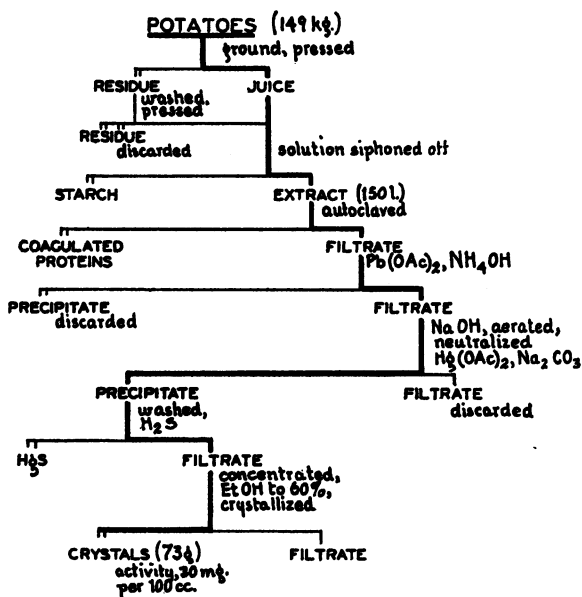 POTATOES (149 kg.)
ground, pressed
RESIDUE
JUICE
washed,
pressed
RESIDUE
discarded
solution siphoned off
STARCH
EXTRACT (150 l.)
autoclaved
COAGULATED
PROTEINS
FILTRATE
Pb(OAc)2, NH4OH
PRECIPITATE
discarded
FILTRATE
NaOH, aerated,
neutralized
Hg(OAc)2, Na2CO3
PRECIPITATE
washed,
H2S
FILTRATE
discarded
HgS
FILTRATE
concentrated,
EtOH to 60%,
crystallized
CRYSTALS (73g)
activity, 30 mg.
per 100 cc.
FILTRATE